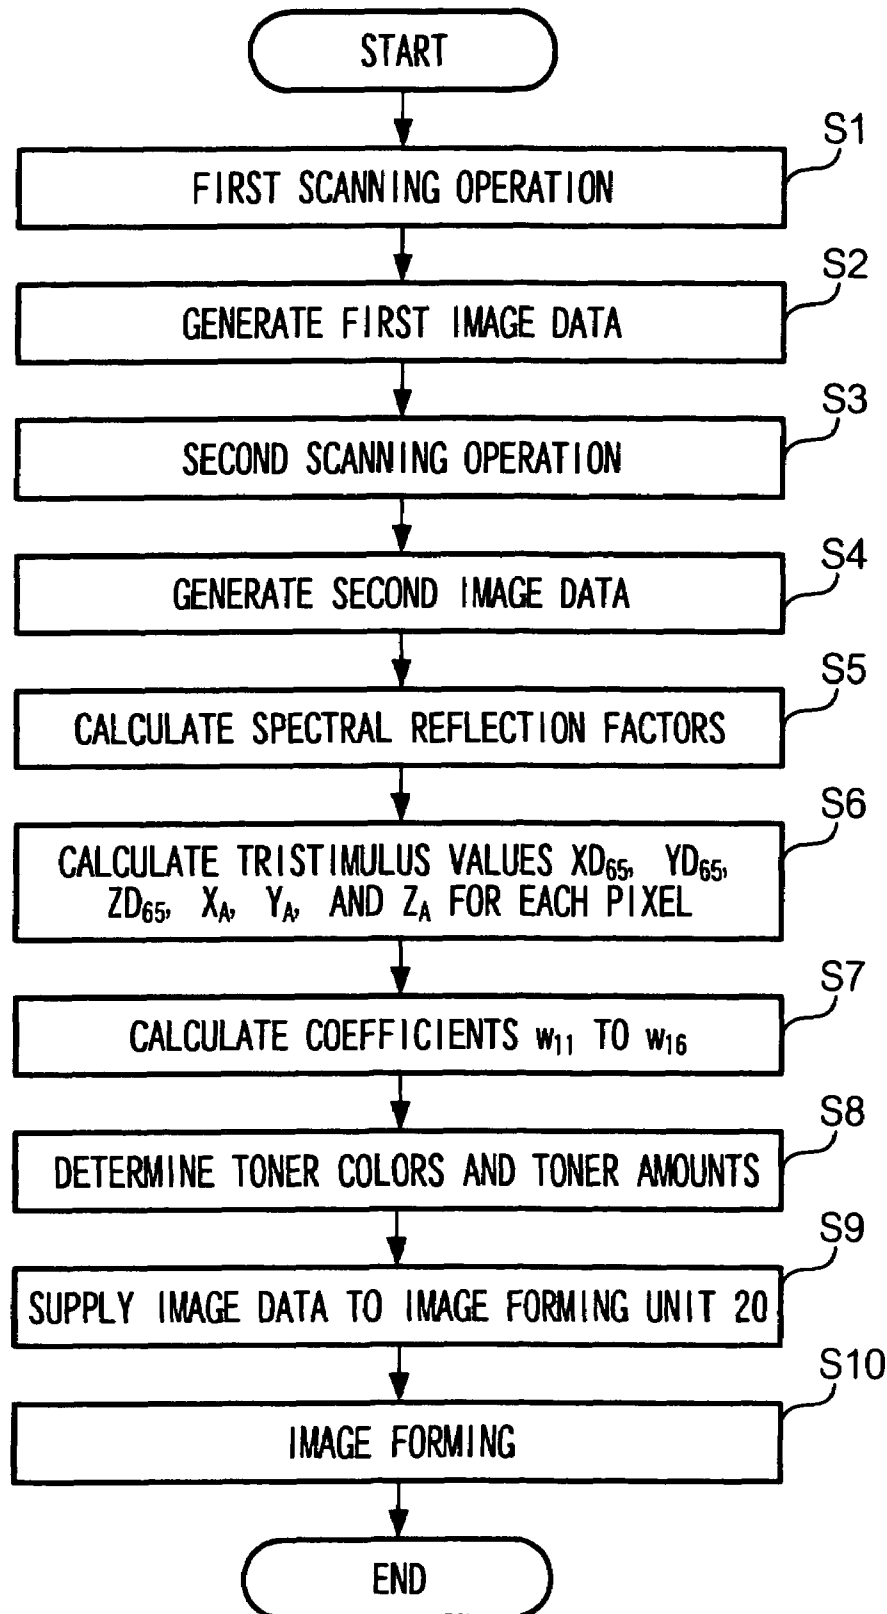 START
S1
FIRST SCANNING OPERATION
S2
GENERATE FIRST IMAGE DATA
S3
SECOND SCANNING OPERATION
S4
GENERATE SECOND IMAGE DATA
S5
CALCULATE SPECTRAL REFLECTION FACTORS
S6
CALCULATE TRISTIMULUS VALUES XD65, YD65,
ZD65, XA, YA, AND ZA FOR EACH PIXEL
S7
CALCULATE COEFFICIENTS w11 TO w16
S8
DETERMINE TONER COLORS AND TONER AMOUNTS
S9
SUPPLY IMAGE DATA TO IMAGE FORMING UNIT 20
S10
IMAGE FORMING
END